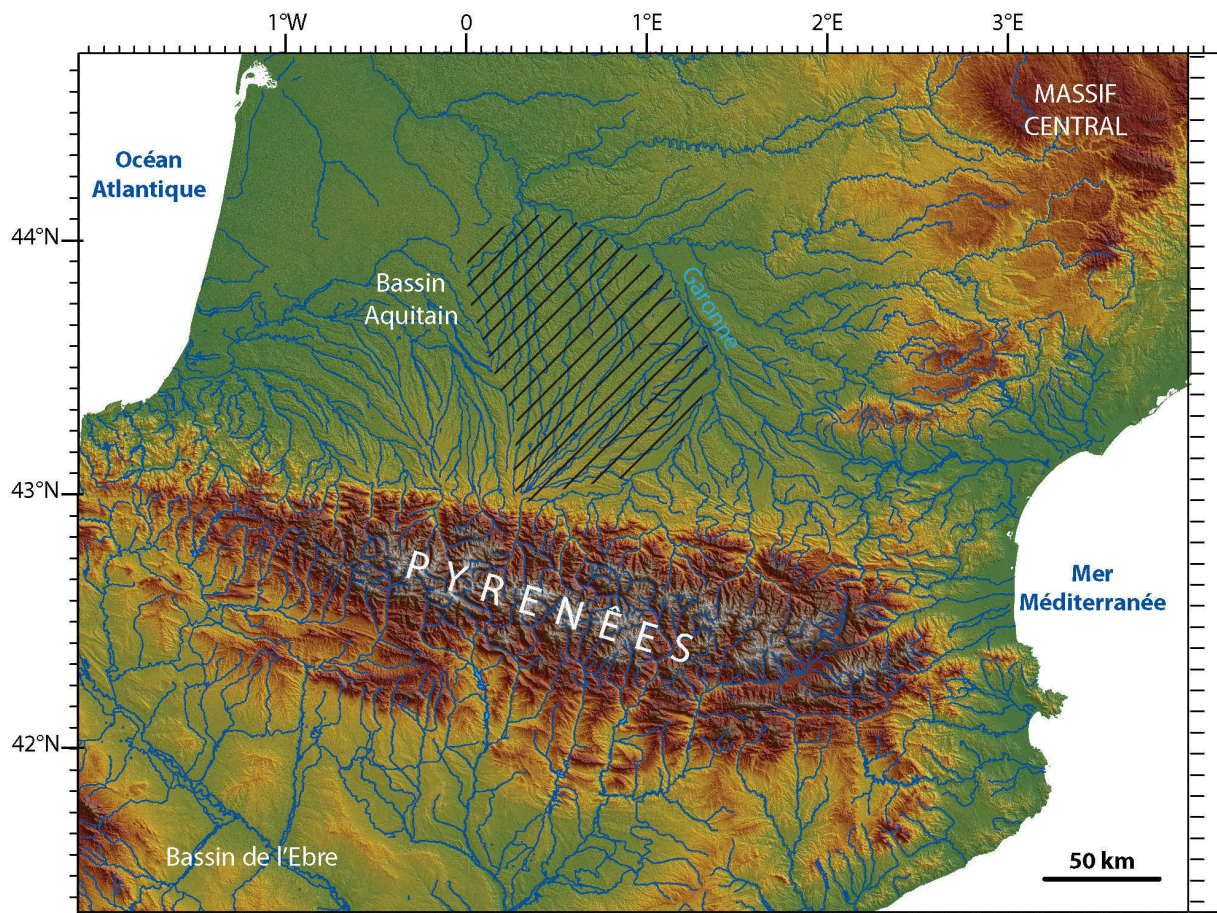 1°W
0
1°E
2°E
3°E
MASSIF
CENTRAL
Océan
Atlantique
44°N
Garonne
Bassin
Aquitain
43°N
PYRENÊES
Mer
Méditerranée
42°N
Bassin de l'Ebre
50 km